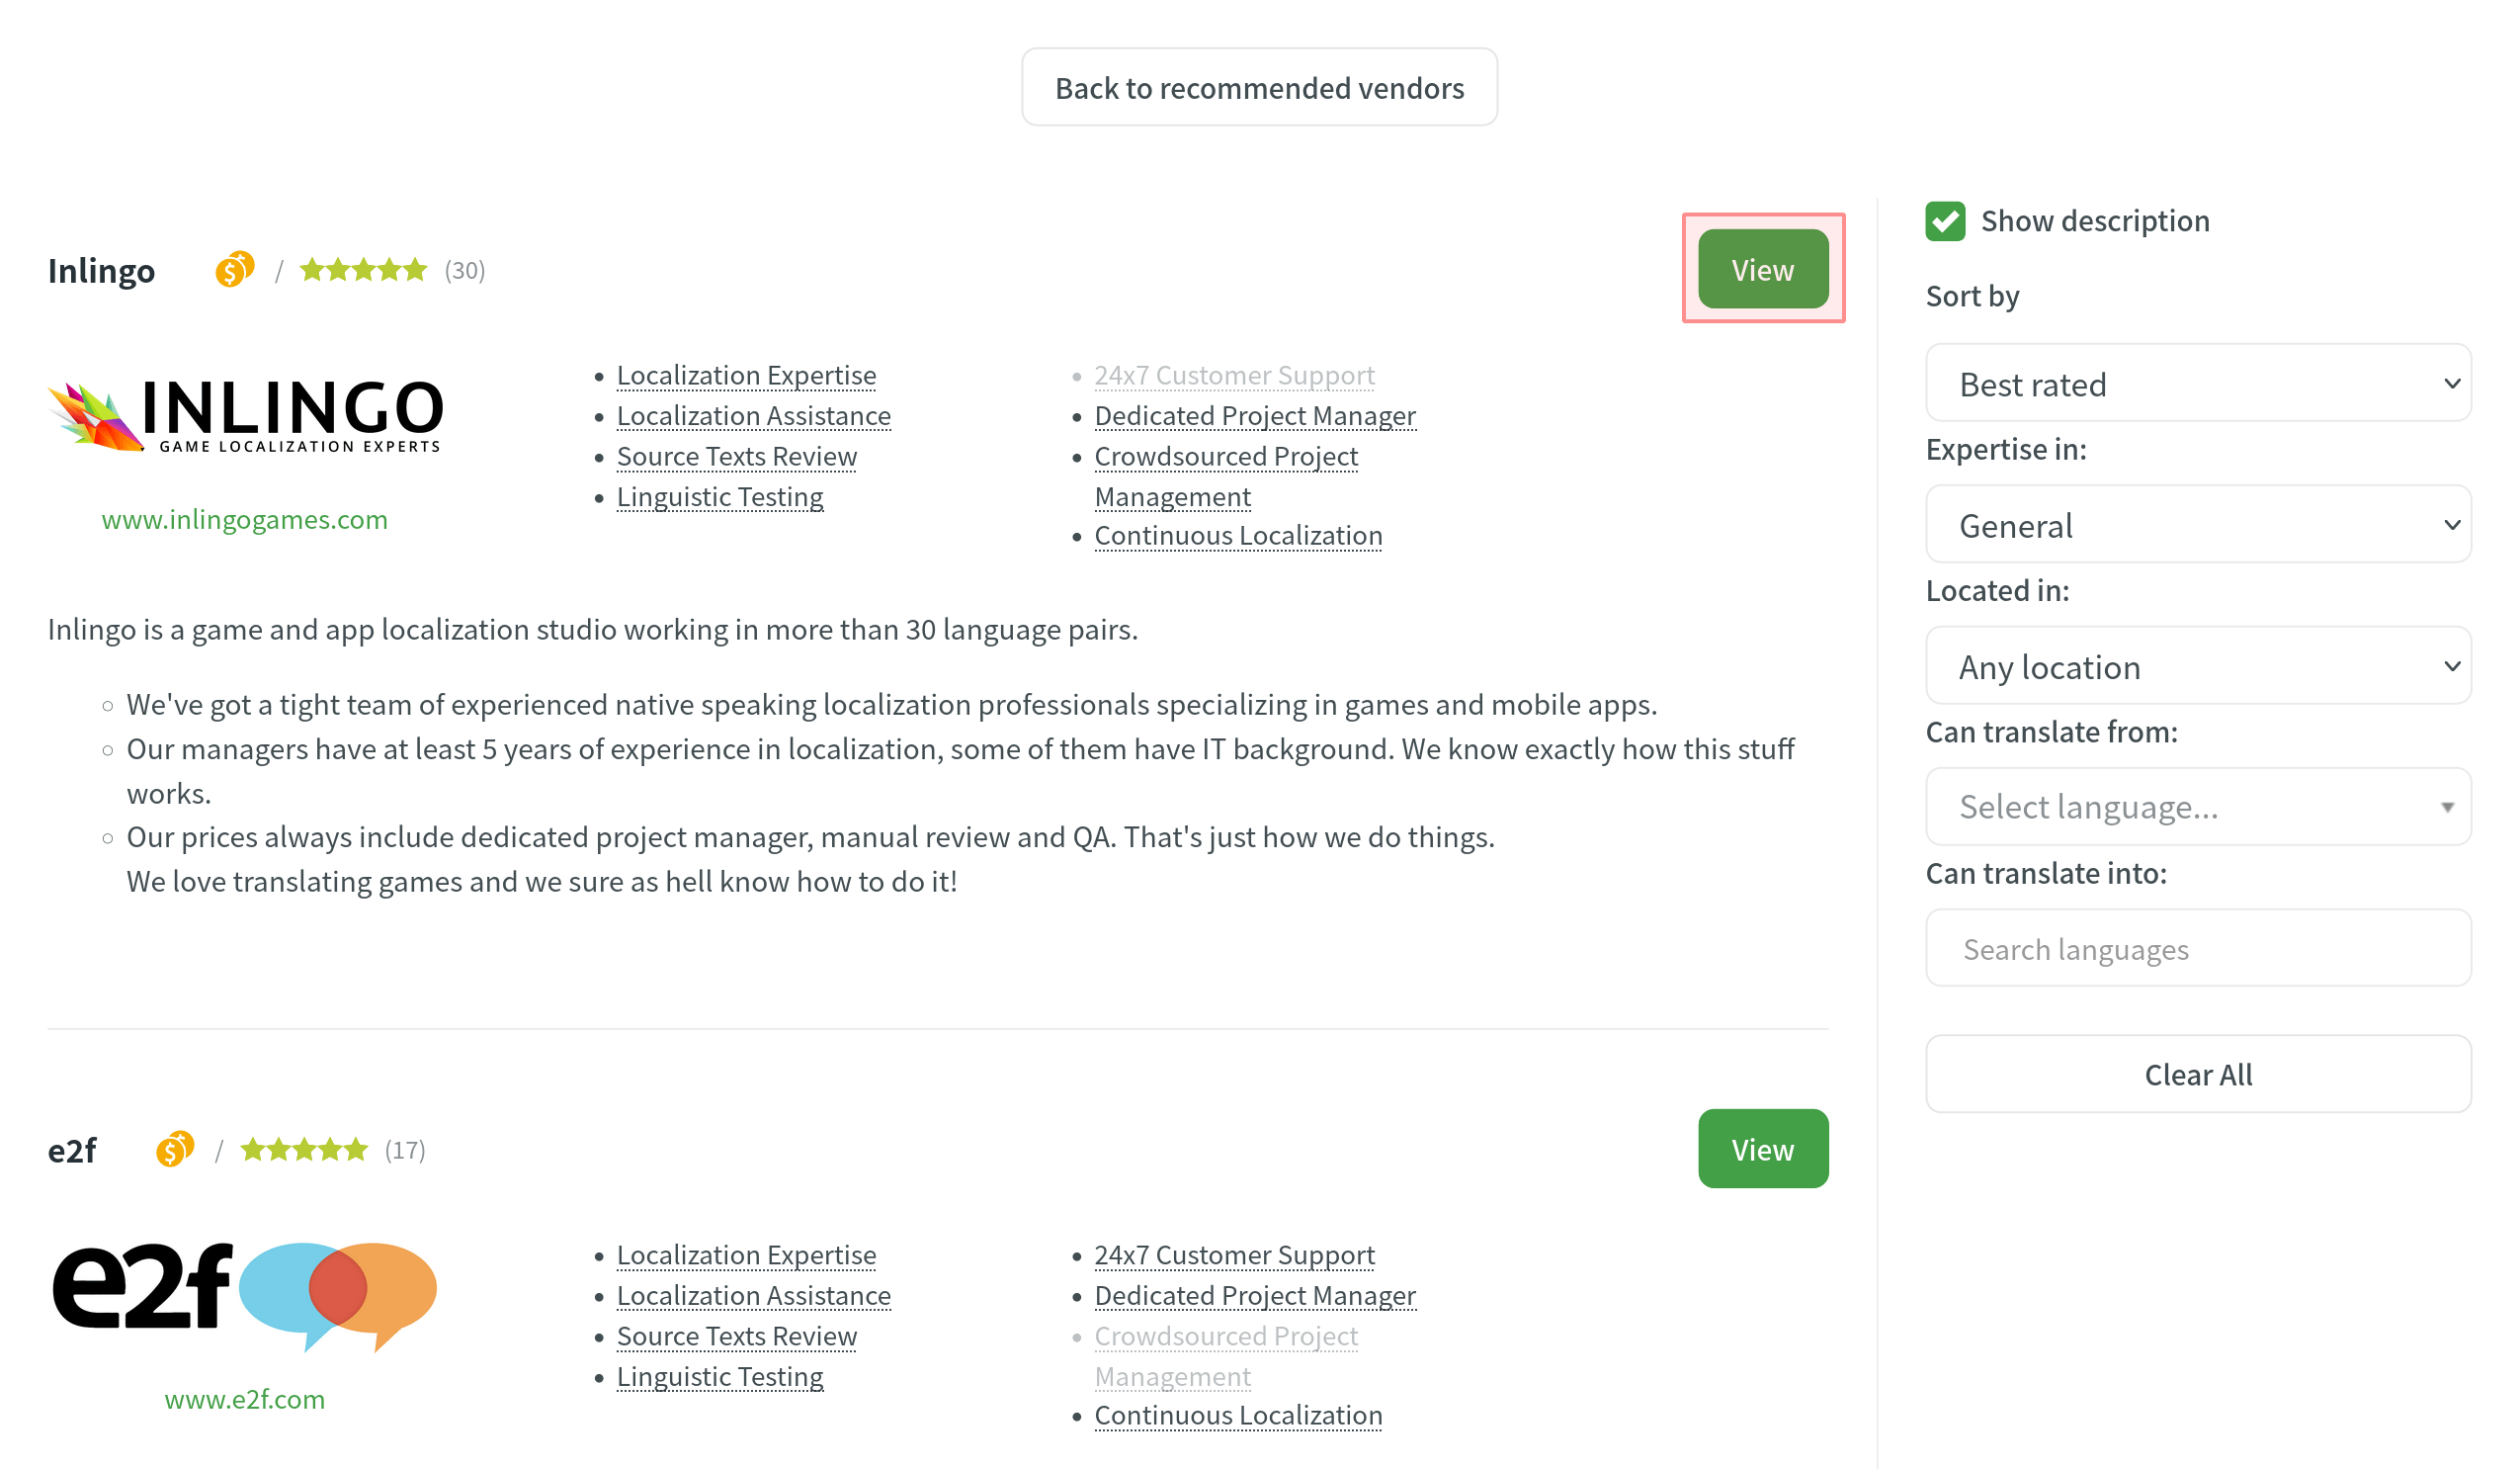 Back to recommended vendors
Inlingo / (30)
View
INLINGO
GAME LOCALIZATION EXPERTS
www.inlingogames.com
Localization Expertise
Localization Assistance
Source Texts Review
Linguistic Testing
24x7 Customer Support
Dedicated Project Manager
Crowdsourced Project
Management
Continuous Localization
Inlingo is a game and app localization studio working in more than 30 language pairs.
We've got a tight team of experienced native speaking localization professionals specializing in games and mobile apps.
Our managers have at least 5 years of experience in localization, some of them have IT background. We know exactly how this stuff
works.
Our prices always include dedicated project manager, manual review and QA. That's just how we do things.
We love translating games and we sure as hell know how to do it!
e2f / (17)
View
e2f
www.e2f.com
Localization Expertise
Localization Assistance
Source Texts Review
Linguistic Testing
24x7 Customer Support
Dedicated Project Manager
Crowdsourced Project
Management
Continuous Localization
Show description
Sort by
Best rated
Expertise in:
General
Located in:
Any location
Can translate from:
Select language...
Can translate into:
Search languages
Clear All